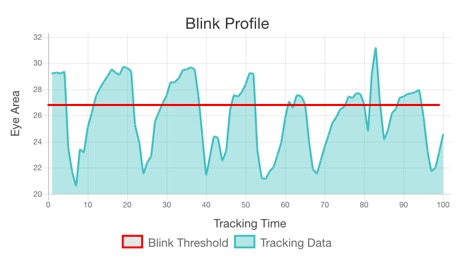 Blink Profile
32
30
28
26
24
22
20
Eye Area
0 10 20 30 40 50 60 70 80 90 100
Tracking Time
Blink Threshold Tracking Data